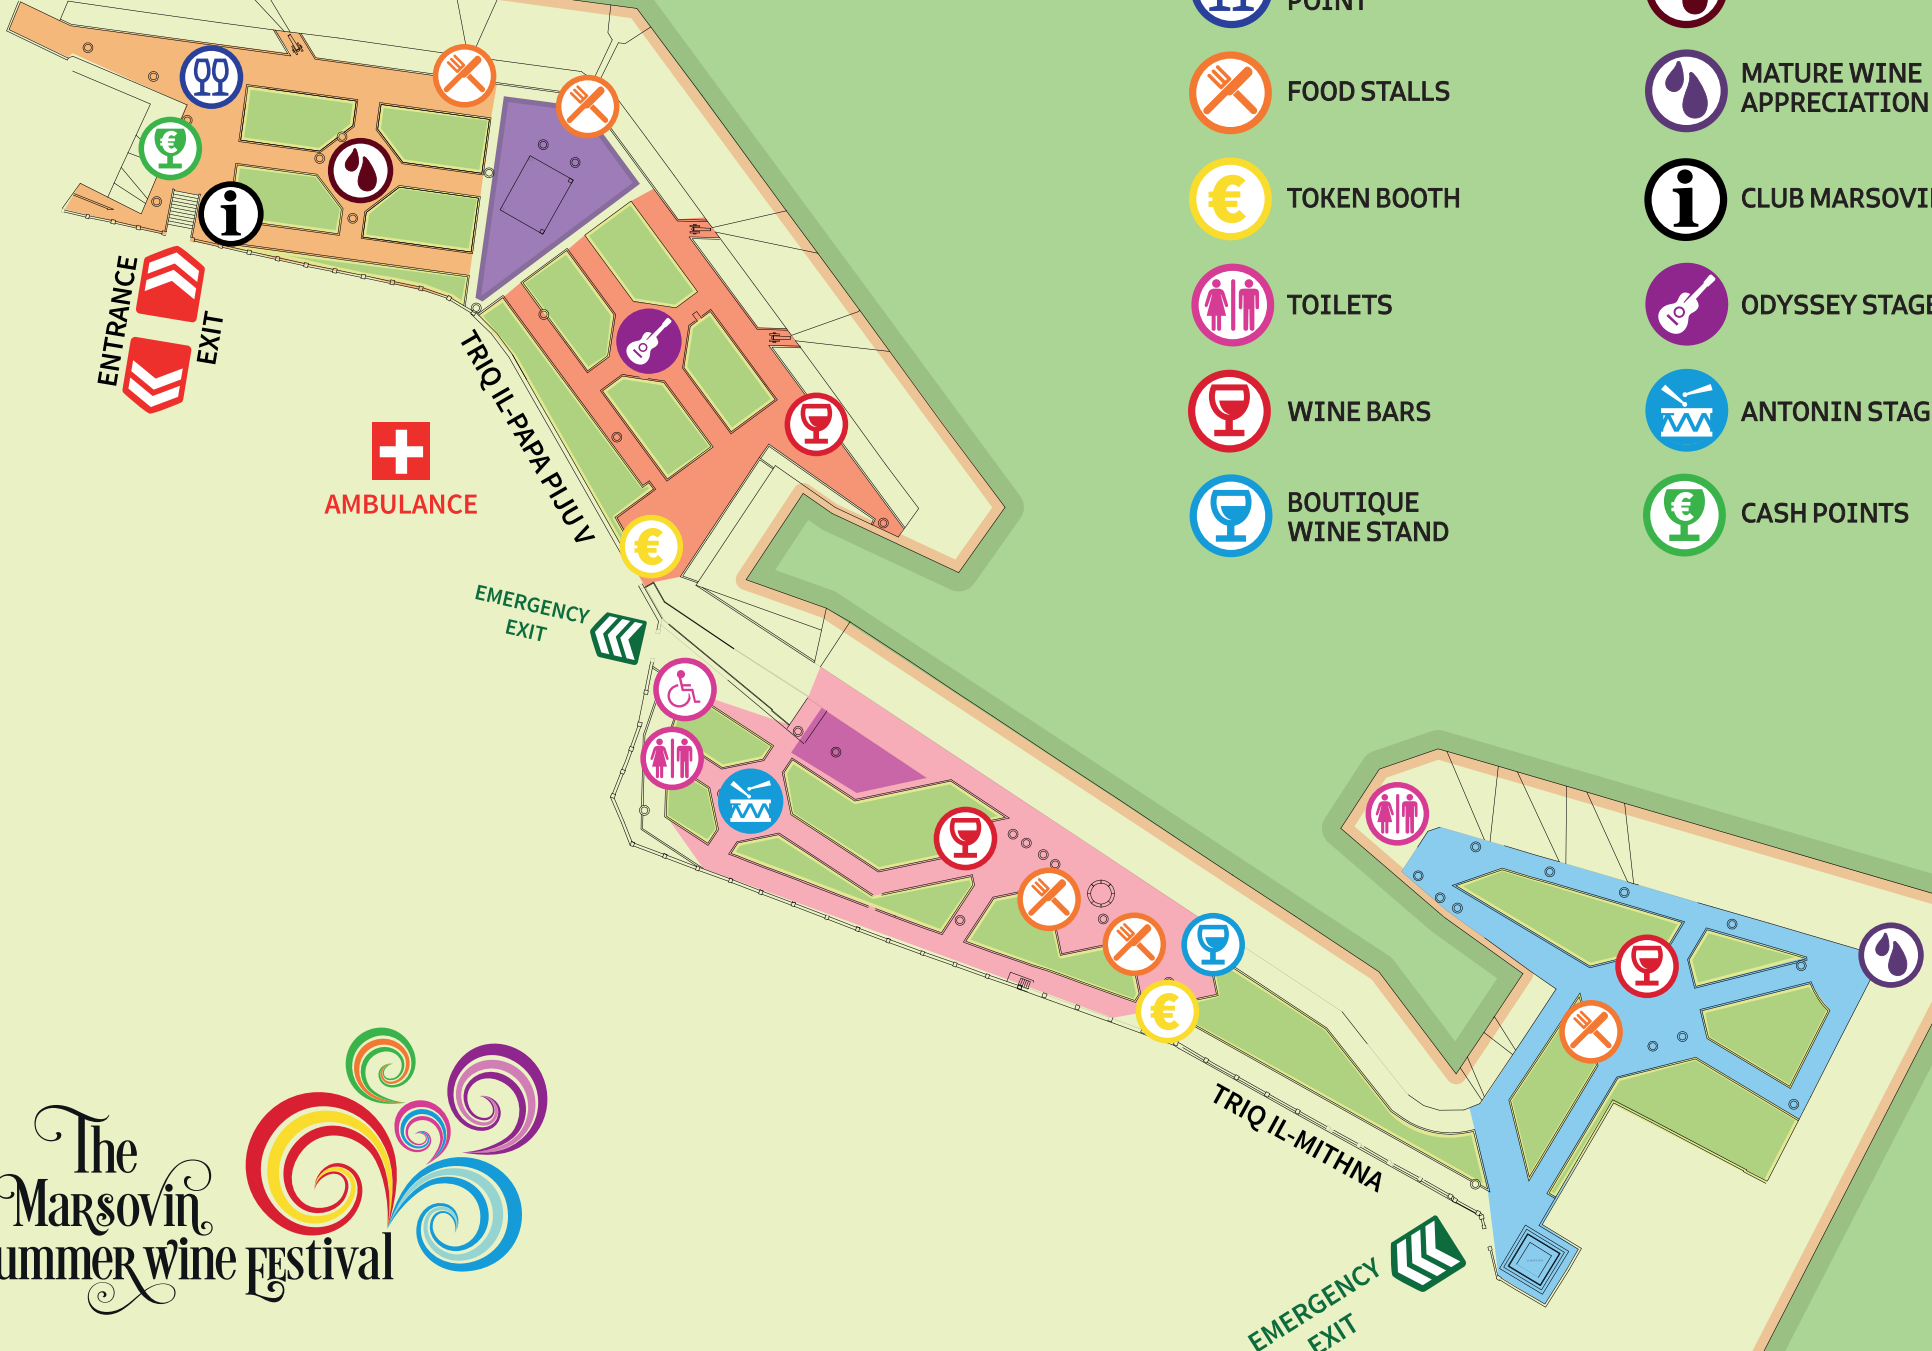 POINT
FOOD STALLS
MATURE WINE
APPRECIATION
€
TOKEN BOOTH
i
CLUB MARSOVI
TOILETS
ODYSSEY STAGE
WINE BARS
ANTONIN STAG
BOUTIQUE
WINE STAND
€
CASH POINTS
€
i
ENTRANCE
EXIT
TRIQ IL-PAPA PIJU V
AMBULANCE
€
EMERGENCY
EXIT
€
TRIQ IL-MITHNA
EMERGENCY
EXIT
The
Marsovin
ummer wine Festival